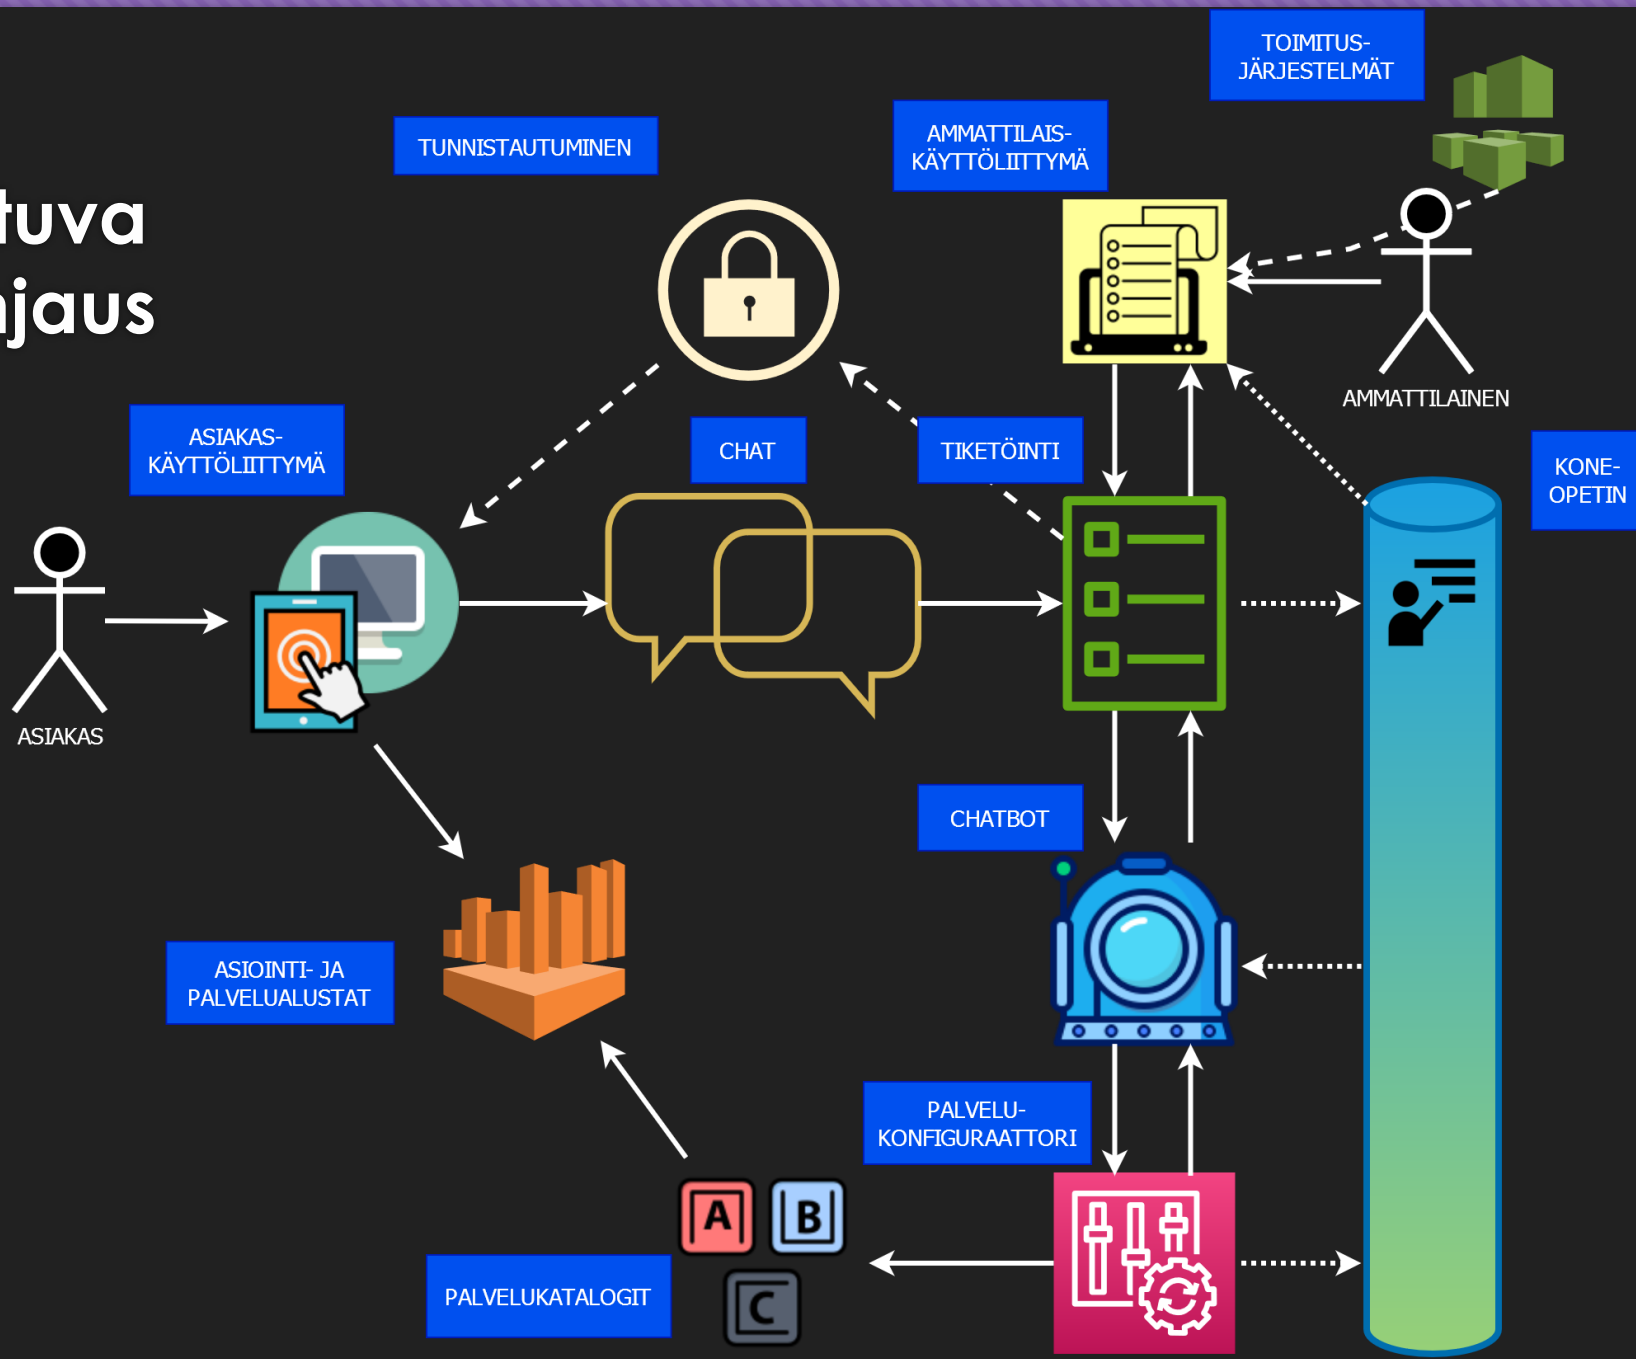 TOIMITUS-
JÄRJESTELMÄT
TUNNISTAUTUMINEN
AMMATTILAIS-
KÄYTTÖLIITTYMÄ
tuva
jaus
AMMATTILAINEN
ASIAKAS-
KÄYTTÖLIITTYMÄ
CHAT
TIKETÖINTI
KONE-
OPETIN
ASIAKAS
CHATBOT
ASIOINTI- JA
PALVELUALUSTAT
PALVELU-
KONFIGURAATTORI
A
B
C
PALVELUKATALOGIT